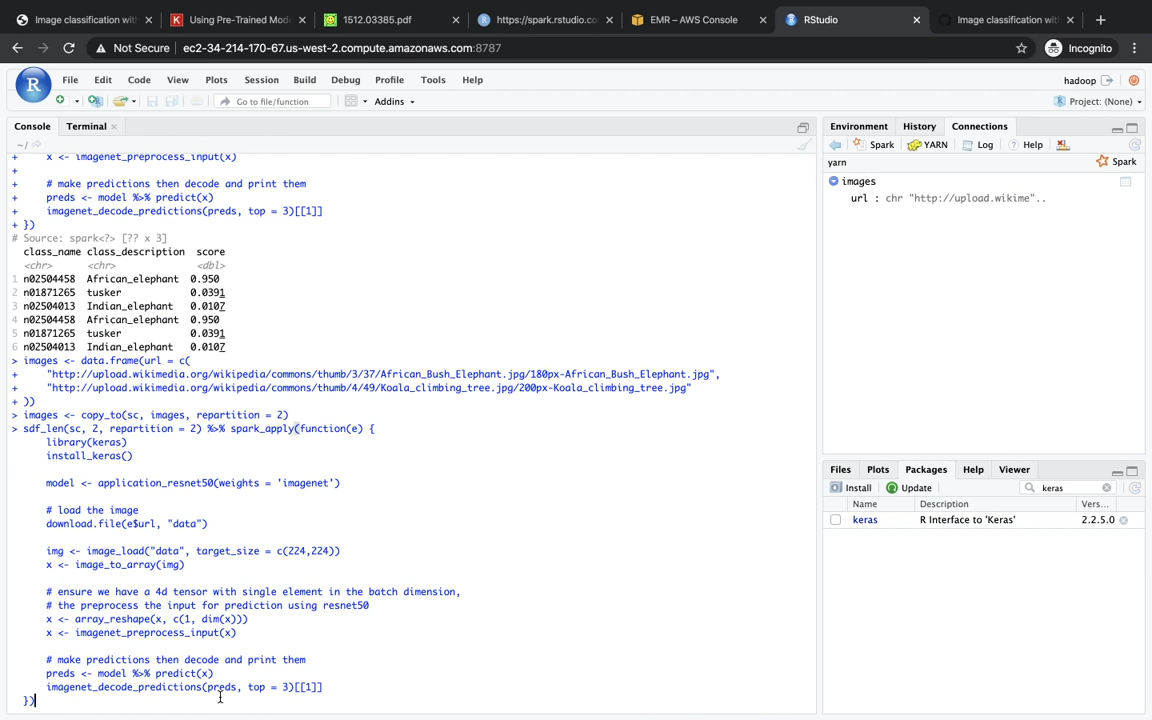 Image classification with
Using Pre-Trained Mod
1512.03385.pdf
https://spark.rstudio.co
EMR – AWS Console
RStudio
Image classification with
Not Secure
ec2-34-214-170-67.us-west-2.compute.amazonaws.com:8787
Incognito
File Edit Code View Plots Session Build Debug Profile Tools Help
hadoop
Go to file/function
Addins
Project: (None)
Console
Terminal
~/
+ x <- imagenet_preprocess_input(x)
+
+ # make predictions then decode and print them
+ preds <- model %>% predict(x)
+ imagenet_decode_predictions(preds, top = 3)[[1]]
+ })
# Source: spark<?> [?? x 3]
class_name class_description score
<chr> <chr> <dbl>
1 n02504458 African_elephant 0.950
2 n01871265 tusker 0.0391
3 n02504013 Indian_elephant 0.0107
4 n02504458 African_elephant 0.950
5 n01871265 tusker 0.0391
6 n02504013 Indian_elephant 0.0107
> images <- data.frame(url = c(
+ "http://upload.wikimedia.org/wikipedia/commons/thumb/3/37/African_Bush_Elephant.jpg/180px-African_Bush_Elephant.jpg",
+ "http://upload.wikimedia.org/wikipedia/commons/thumb/4/49/Koala_climbing_tree.jpg/200px-Koala_climbing_tree.jpg"
+ ))
> images <- copy_to(sc, images, repartition = 2)
> sdf_len(sc, 2, repartition = 2) %>% spark_apply(function(e) {
library(keras)
install_keras()
model <- application_resnet50(weights = 'imagenet')
# load the image
download.file(e$url, "data")
img <- image_load("data", target_size = c(224,224))
x <- image_to_array(img)
# ensure we have a 4d tensor with single element in the batch dimension,
# the preprocess the input for prediction using resnet50
x <- array_reshape(x, c(1, dim(x)))
x <- imagenet_preprocess_input(x)
# make predictions then decode and print them
preds <- model %>% predict(x)
imagenet_decode_predictions(preds, top = 3)[[1]]
})
Environment History Connections
Spark YARN Log Help
yarn
Spark
images
url : chr "http://upload.wikime"..
Files Plots Packages Help Viewer
Install Update
keras
Name Description Vers...
keras R Interface to 'Keras' 2.2.5.0